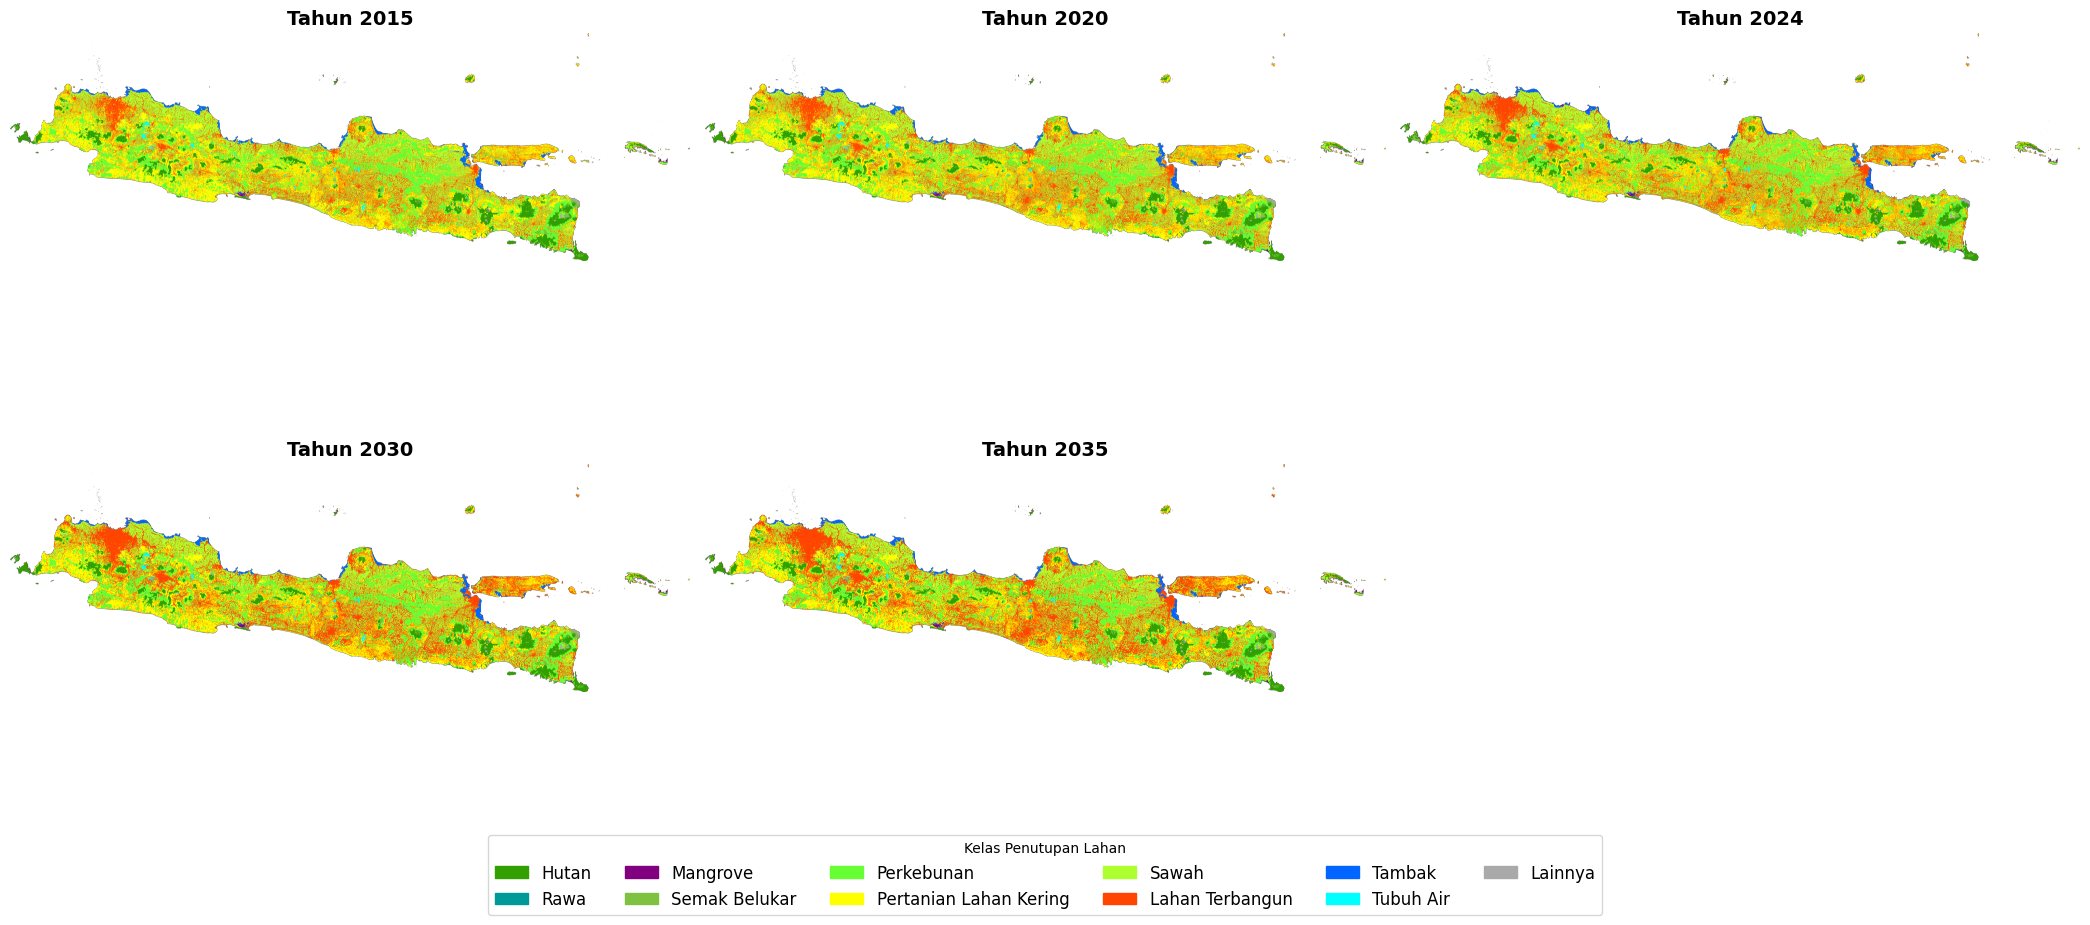 Tahun 2015
Tahun 2020
Tahun 2024
Tahun 2030
Tahun 2035
Kelas Penutupan Lahan
Hutan Mangrove Perkebunan Sawah Tambak Lainnya
Rawa Semak Belukar Pertanian Lahan Kering Lahan Terbangun Tubuh Air